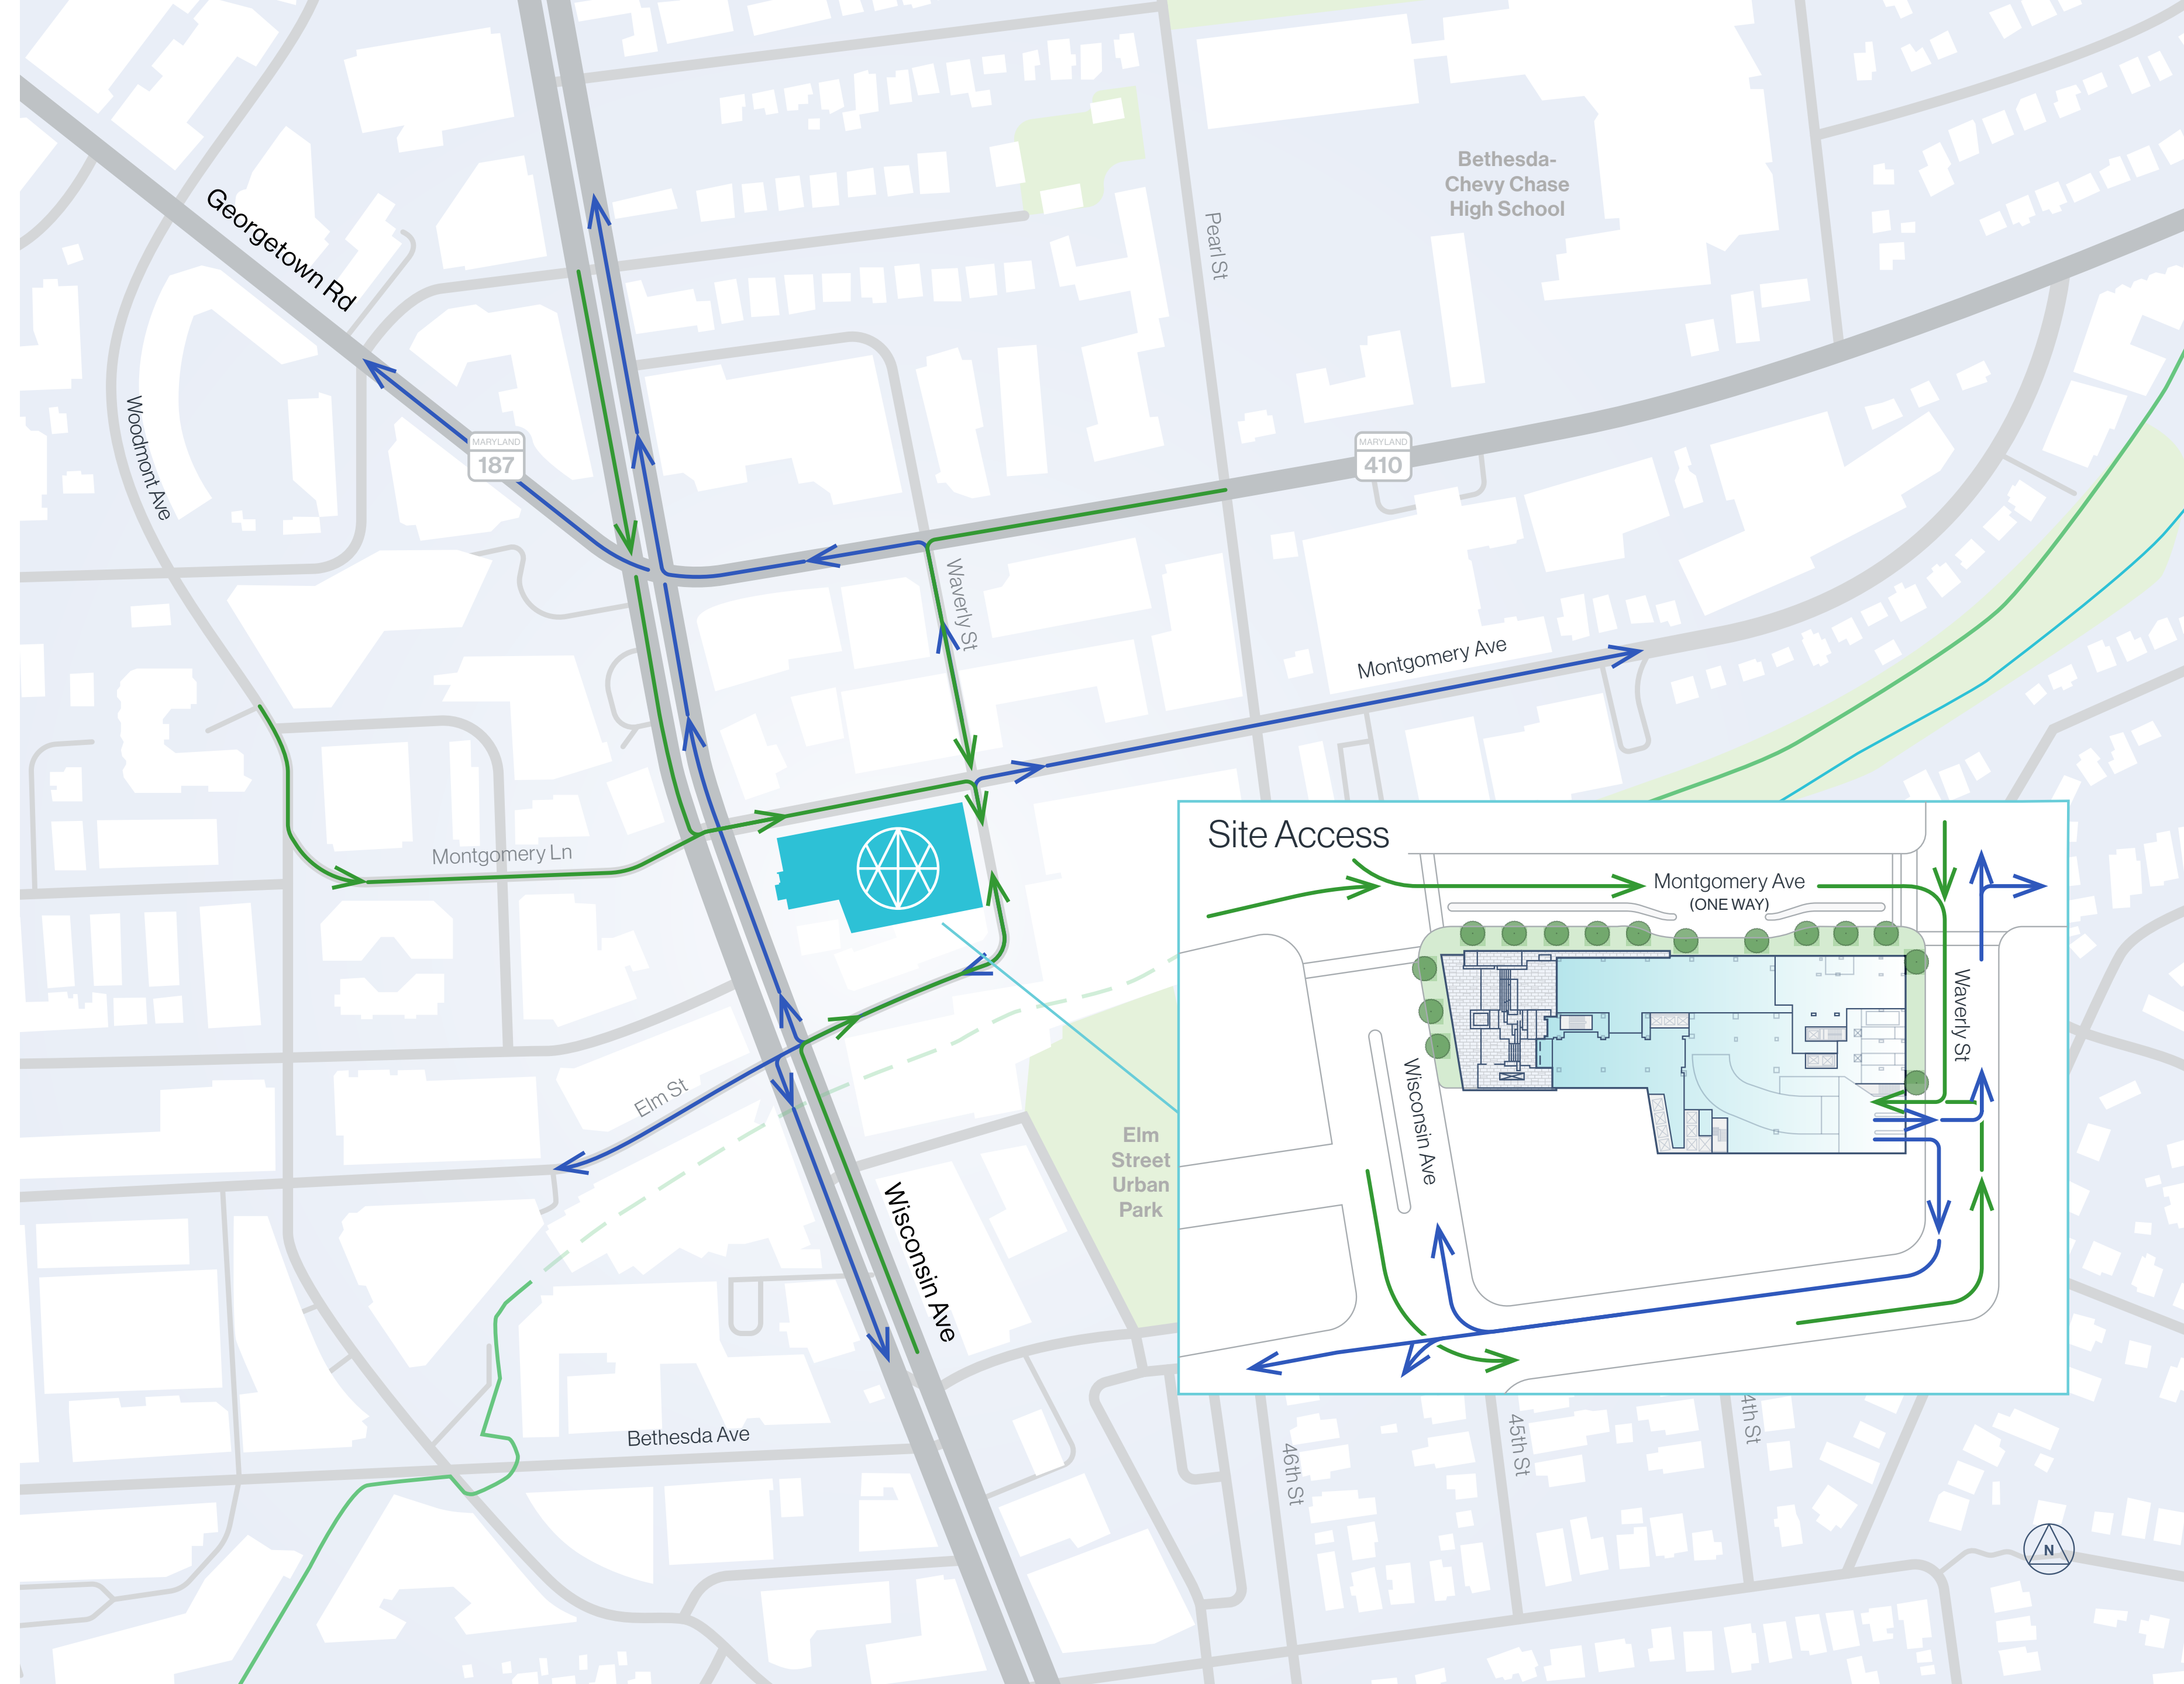 Bethesda-
Chevy Chase
High School
Georgetown Rd
Pearl St
Woodmont Ave
MARYLAND
187
MARYLAND
410
Waverly St
Montgomery Ave
Montgomery Ln
Site Access
Montgomery Ave
(ONE WAY)
Waverly St
Wisconsin Ave
Elm St
Elm
Street
Urban
Park
Wisconsin Ave
Bethesda Ave
46th St
45th St
4th St
N